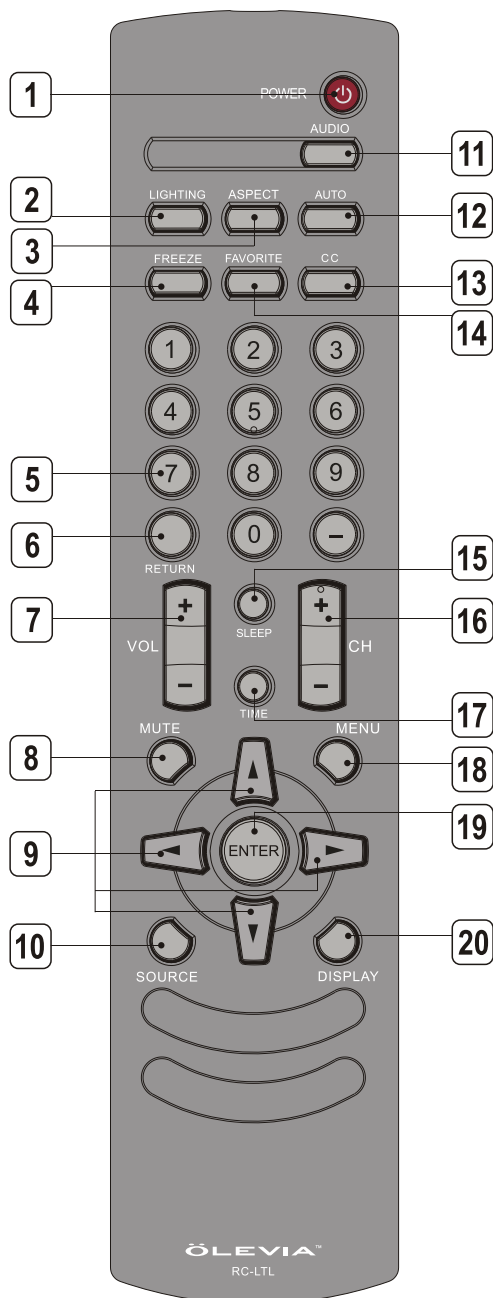 1 POWER
AUDIO
11
2 LIGHTING ASPECT AUTO 12
3
4 FREEZE FAVORITE CC 13
14
1 2 3
4 5 6
5 7 8 9
6 0 –
RETURN
15
7 VOL + SLEEP + CH 16
– TIME –
17
8 MUTE MENU 18
19
9 ENTER
10 20
SOURCE DISPLAY
ÖLEVIA™
RC-LTL